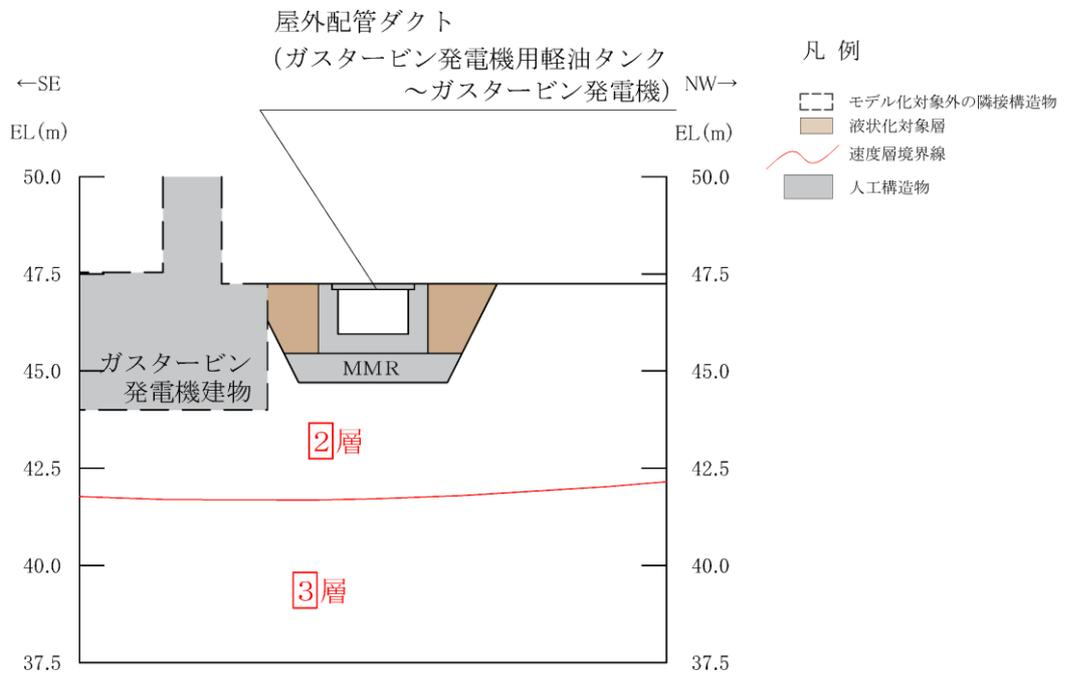 屋外配管ダクト
(ガスタービン発電機用軽油タンク
～ガスタービン発電機)
←SE
NW→
EL(m)
EL(m)
凡 例
モデル化対象外の隣接構造物
液状化対象層
速度層境界線
人工構造物
50.0
50.0
47.5
47.5
ガスタービン
発電機建物
MMR
45.0
45.0
2層
42.5
42.5
40.0
40.0
3層
37.5
37.5